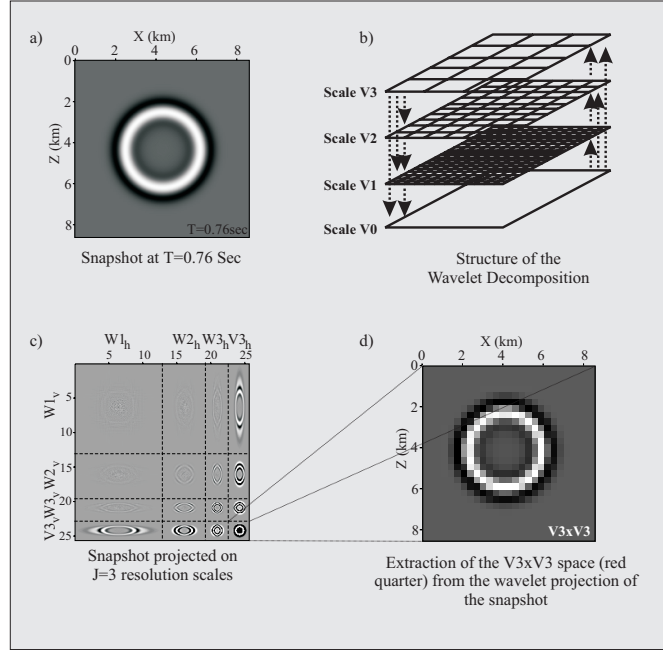 a)
X (km)
0 2 4 6 8
0
2
4
6
8
Z (km)
T=0.76sec
Snapshot at T=0.76 Sec
b)
Scale V3
Scale V2
Scale V1
Scale V0
Structure of the
Wavelet Decomposition
c)
W1h W2h W3h V3h
5 10 15 20 25
5
10
15
20
25
V3v W3v W2v W1v
Snapshot projected on
J=3 resolution scales
d)
X (km)
0 2 4 6 8
0
2
4
6
8
Z (km)
V3xV3
Extraction of the V3xV3 space (red
quarter) from the wavelet projection of
the snapshot